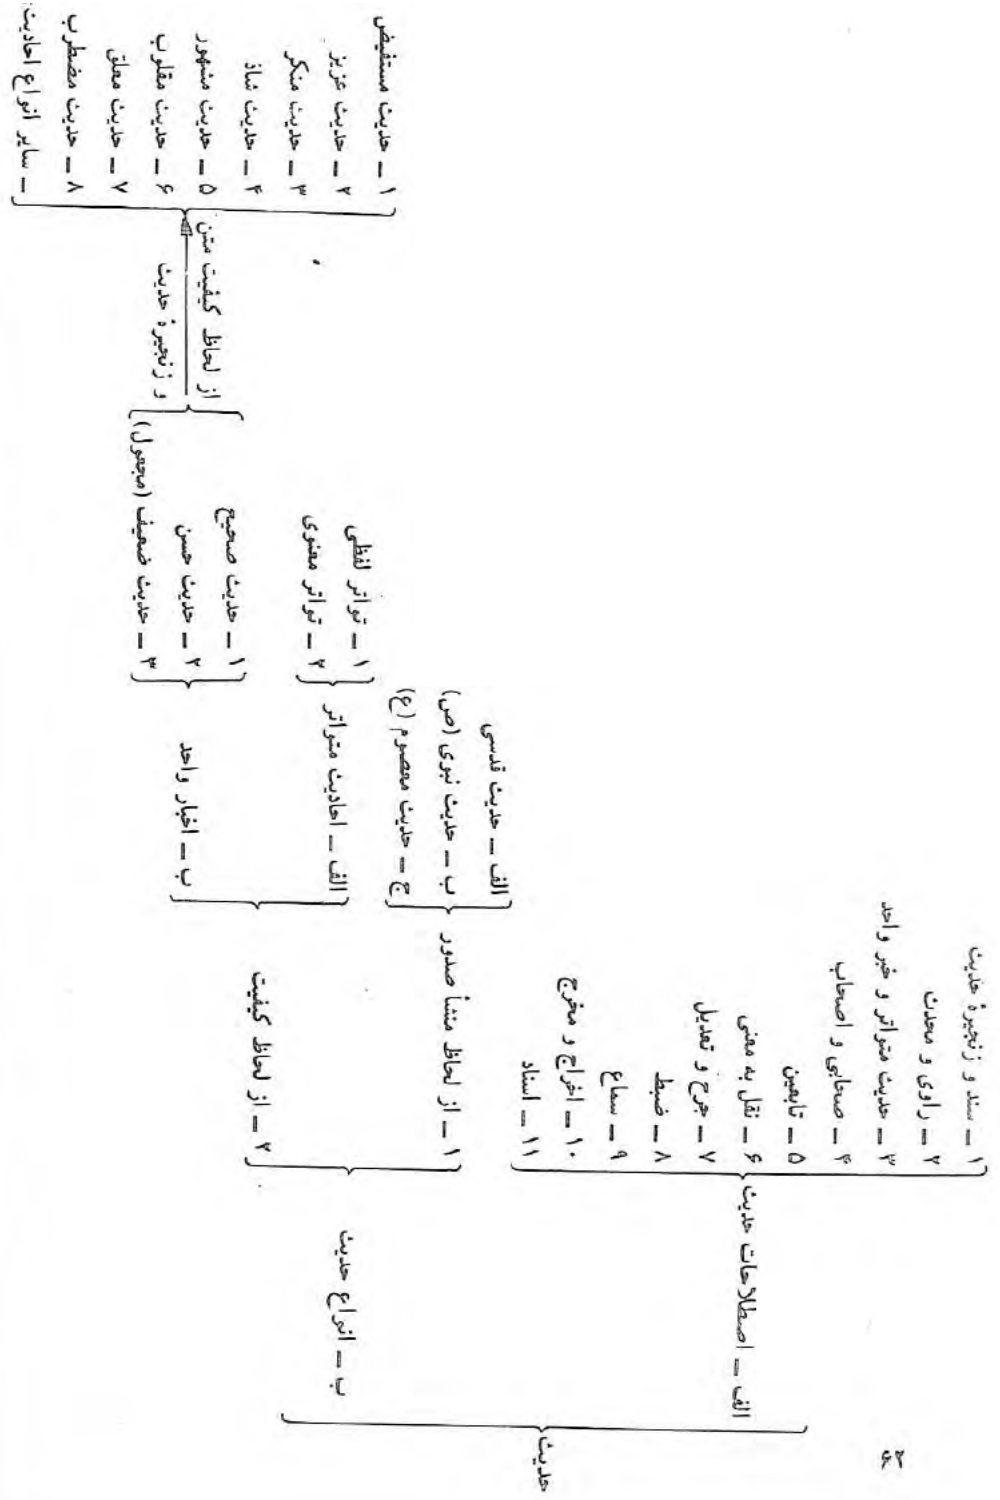 حدیث
الف ـ اصطلاحات حدیث
۱ ـ سند و زنجیرهٔ حدیث
۲ ـ راوی و محدث
۳ ـ حدیث متواتر و خبر واحد
۴ ـ صحابی و اصحاب
۵ ـ تابعین
۶ ـ نقل به معنی
۷ ـ جرح و تعدیل
۸ ـ ضبط
۹ ـ سماع
۱۰ ـ اخراج و مخرج
۱۱ ـ اسناد
ب ـ انواع حدیث
۱ ـ از لحاظ منشأ صدور
الف ـ حدیث قدسی
ب ـ حدیث نبوی (ص)
ج ـ حدیث معصوم (ع)
۲ ـ از لحاظ کیفیت
الف ـ احادیث متواتر
۱ ـ تواتر لفظی
۲ ـ تواتر معنوی
ب ـ اخبار واحد
۱ ـ حدیث صحیح
۲ ـ حدیث حسن
۳ ـ حدیث ضعیف (مجعول)
از لحاظ کیفیت متن
و زنجیرهٔ حدیث
۱ ـ حدیث مستفیض
۲ ـ حدیث عزیز
۳ ـ حدیث منکر
۴ ـ حدیث شاذ
۵ ـ حدیث مشهور
۶ ـ حدیث مقلوب
۷ ـ حدیث معلق
۸ ـ حدیث مضطرب
ـ سایر انواع احادیث